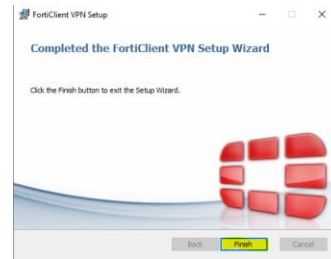 FortiClient VPN Setup
Completed the FortiClient VPN Setup Wizard
Click the Finish button to exit the Setup Wizard.
Back
Finish
Cancel